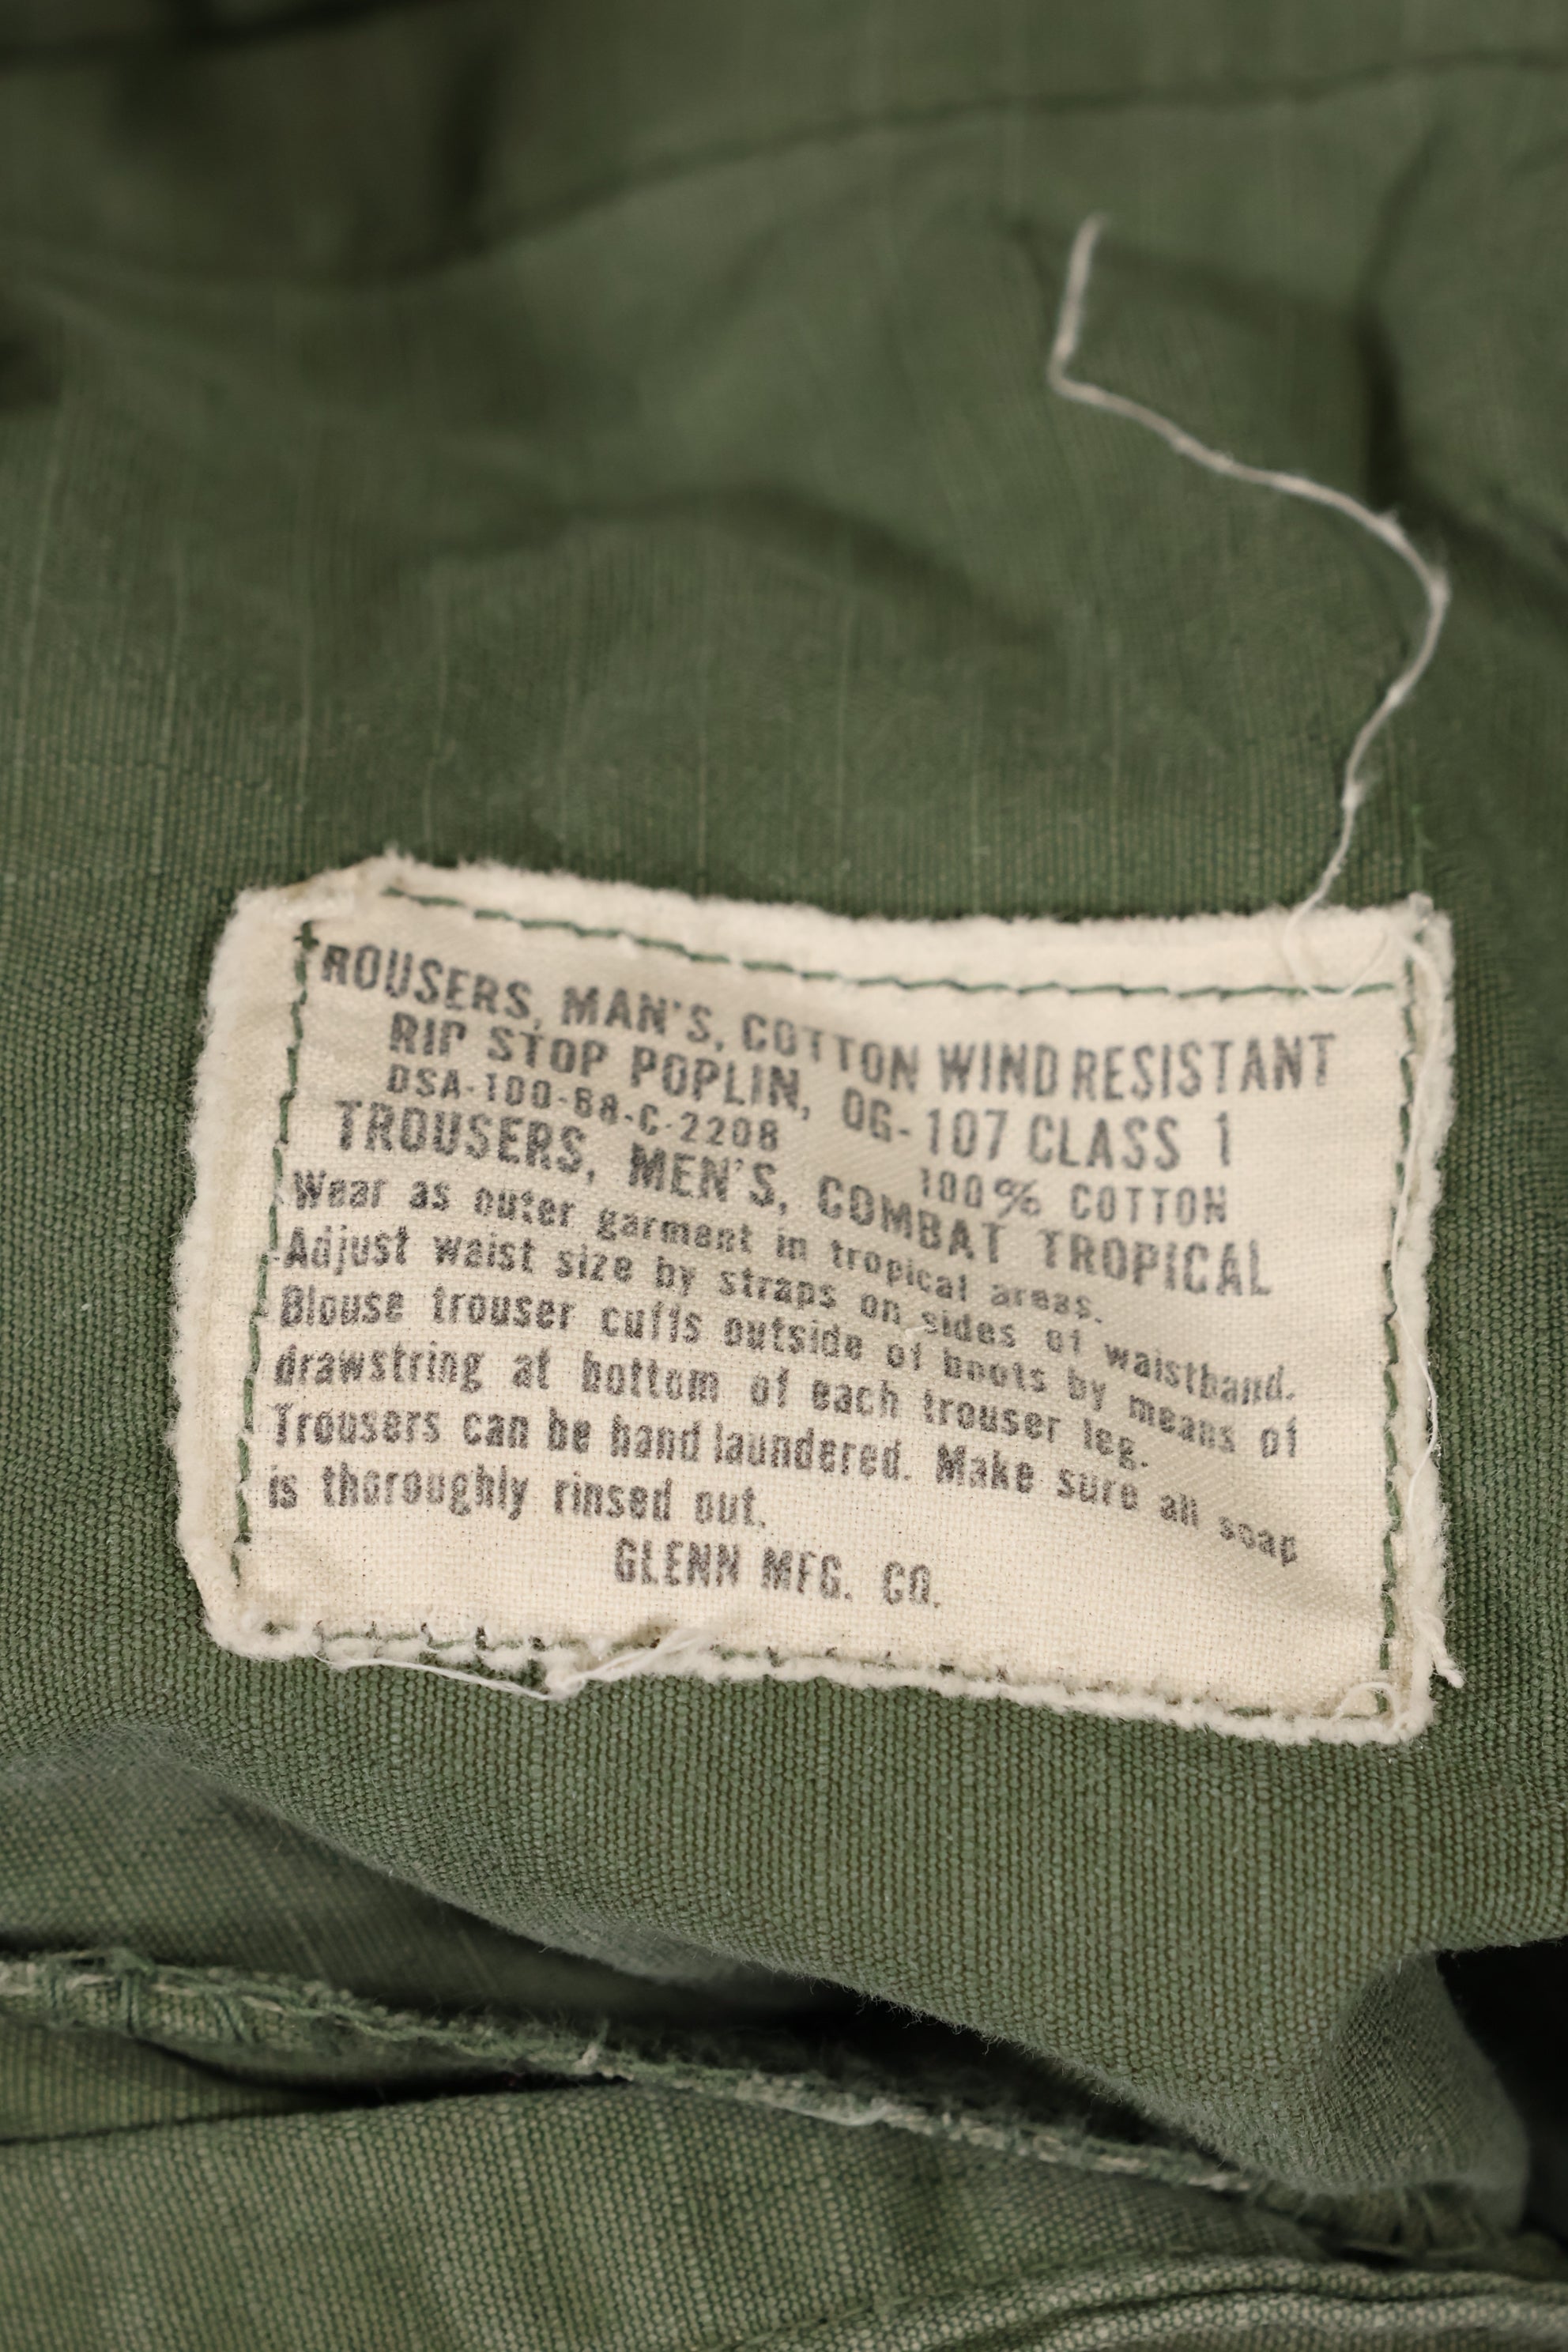 TROUSERS, MAN'S, COTTON WIND RESISTANT
RIP STOP POPLIN, OG-107 CLASS 1
DSA-100-68-C-2208 100% COTTON
TROUSERS, MEN'S, COMBAT TROPICAL
Wear as outer garment in tropical areas.
Adjust waist size by straps on sides of waistband.
Blouse trouser cuffs outside of boots by means of
drawstring at bottom of each trouser leg.
Trousers can be hand laundered. Make sure all soap
is thoroughly rinsed out.
GLENN MFG. CO.